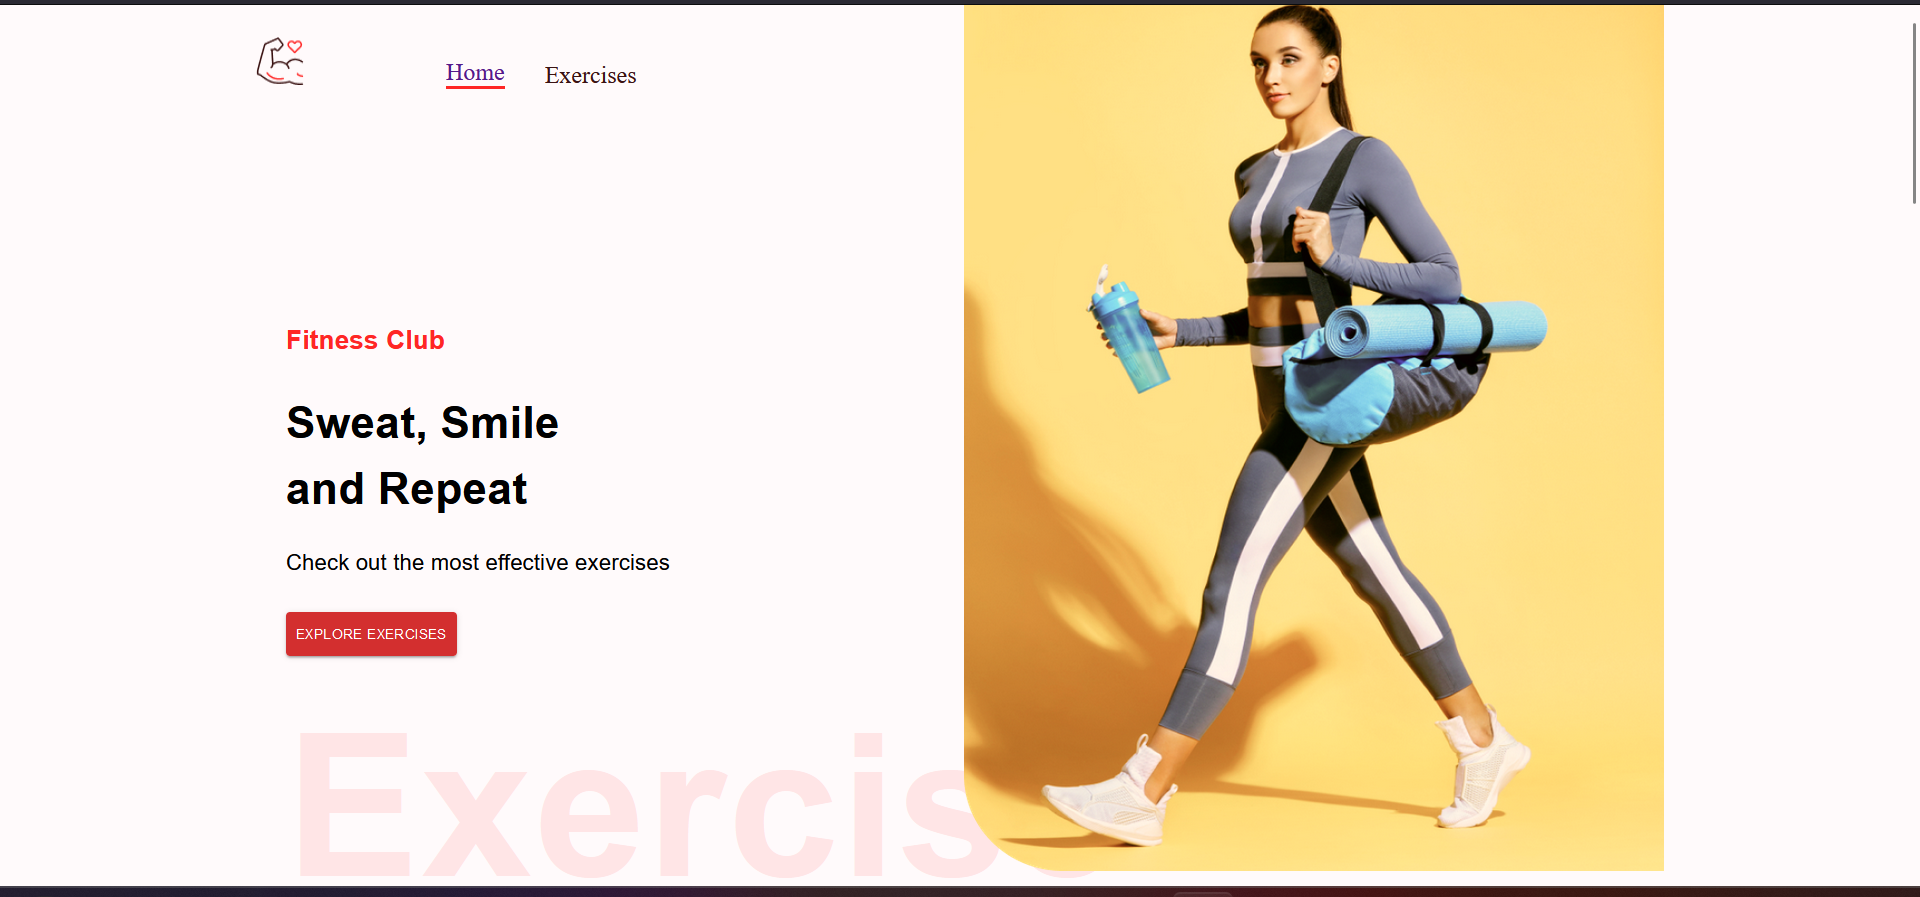 Home
Exercises
Fitness Club
Sweat, Smile
and Repeat
Check out the most effective exercises
EXPLORE EXERCISES
Exercis